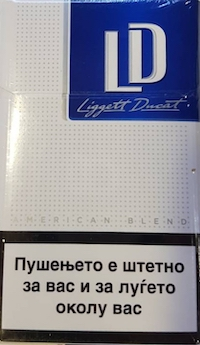 LD
Liggett Ducat
AMERICAN BLEND
Пушењето е штетно
за вас и за луѓето
околу вас